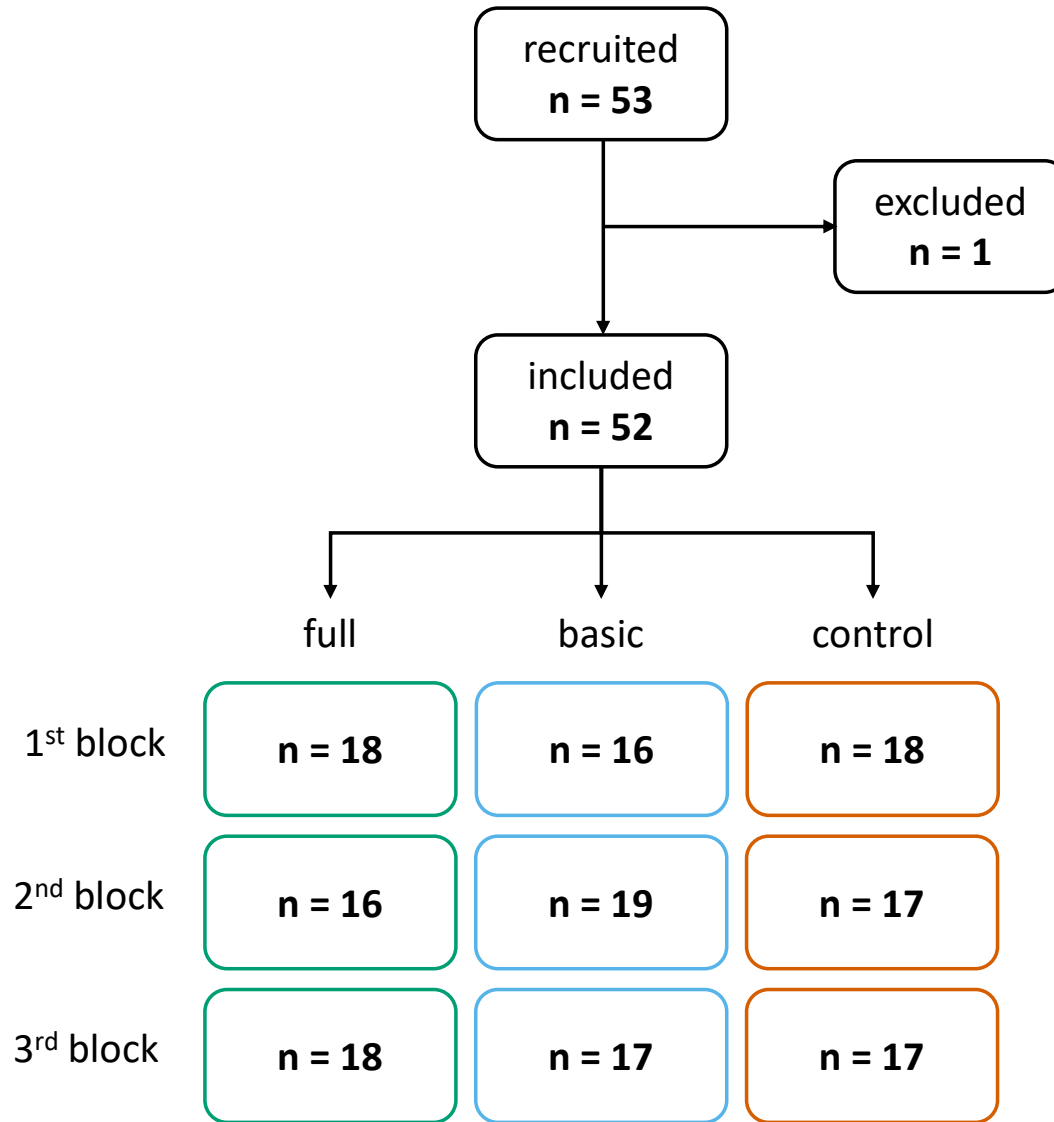 recruited
n = 53
excluded
n = 1
included
n = 52
full basic control
1st block n = 18 n = 16 n = 18
2nd block n = 16 n = 19 n = 17
3rd block n = 18 n = 17 n = 17